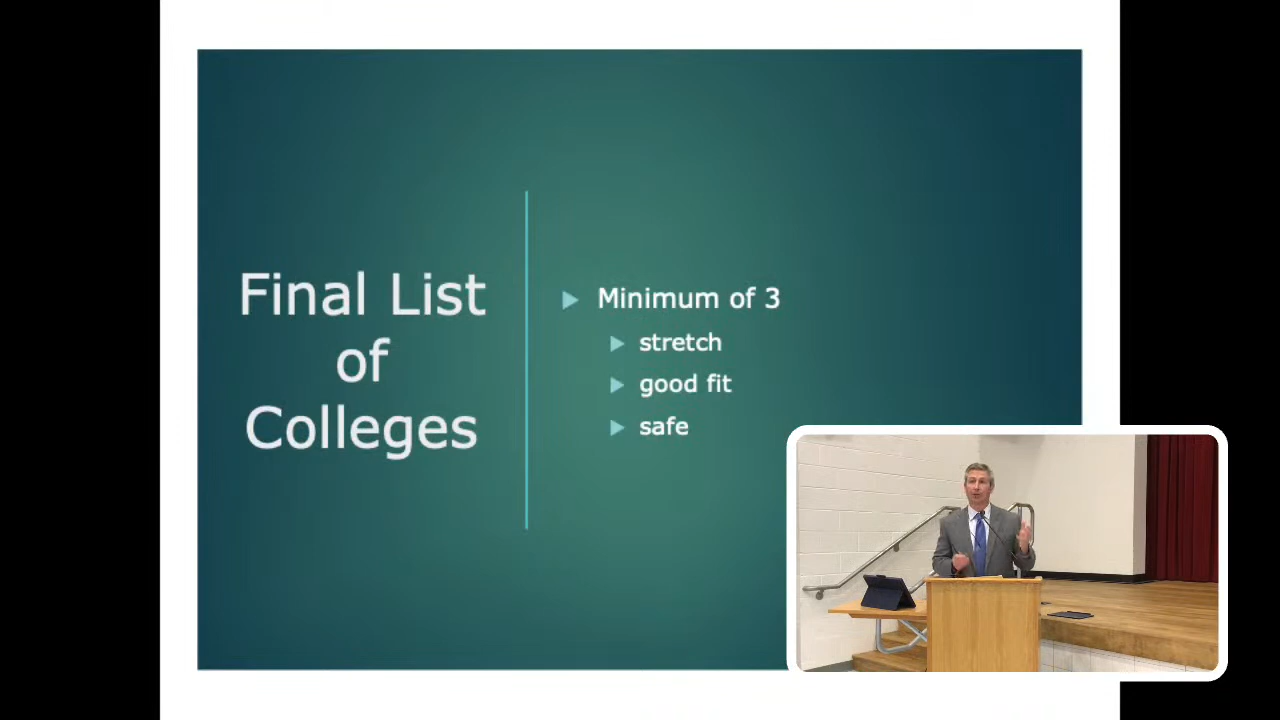 Final List
of
Colleges
Minimum of 3
stretch
good fit
safe